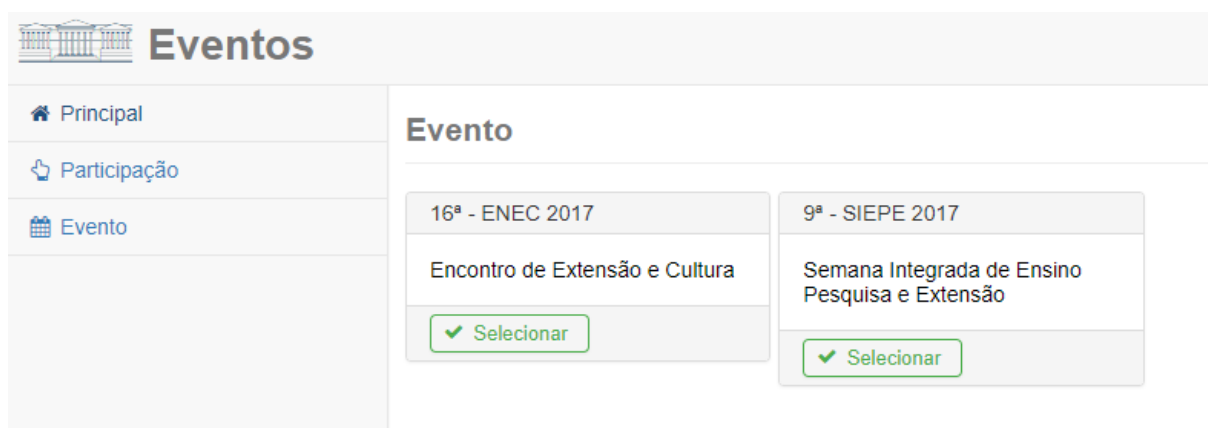 Eventos
Principal
Participação
Evento
Evento
16ª - ENEC 2017
Encontro de Extensão e Cultura
Selecionar
9ª - SIEPE 2017
Semana Integrada de Ensino
Pesquisa e Extensão
Selecionar